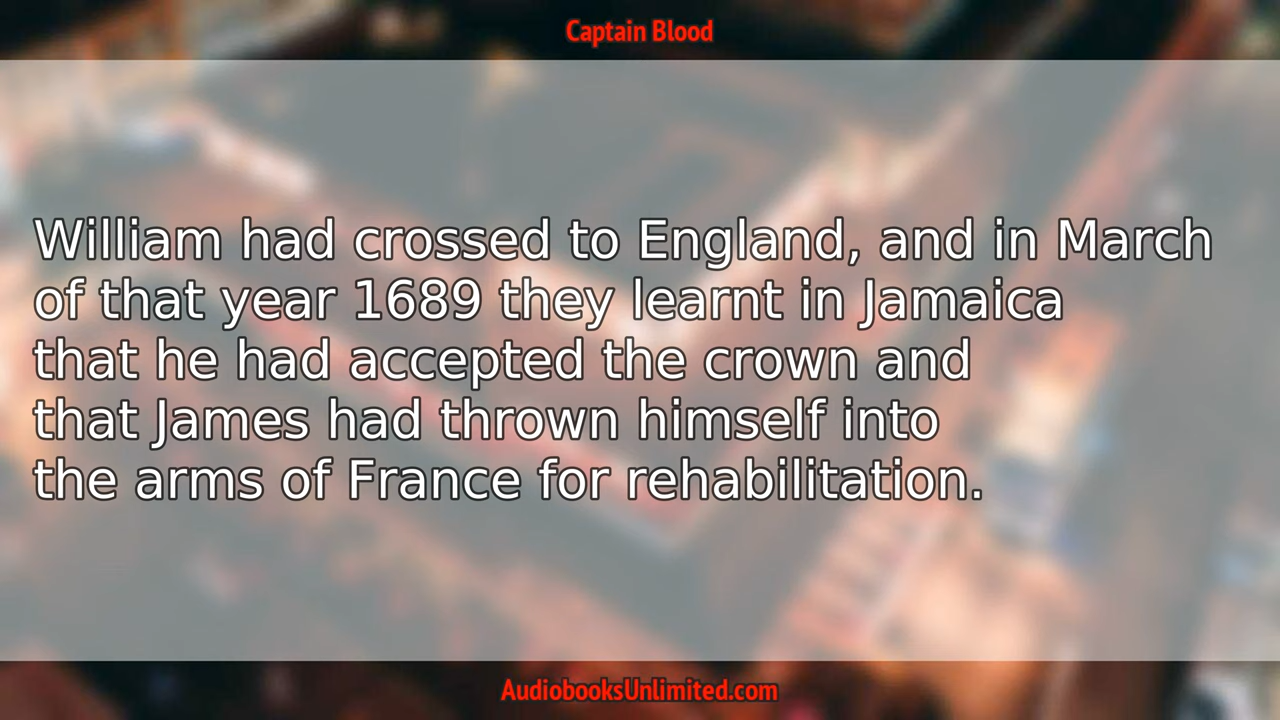 Captain Blood
William had crossed to England, and in March
of that year 1689 they learnt in Jamaica
that he had accepted the crown and
that James had thrown himself into
the arms of France for rehabilitation.
AudiobooksUnlimited.com